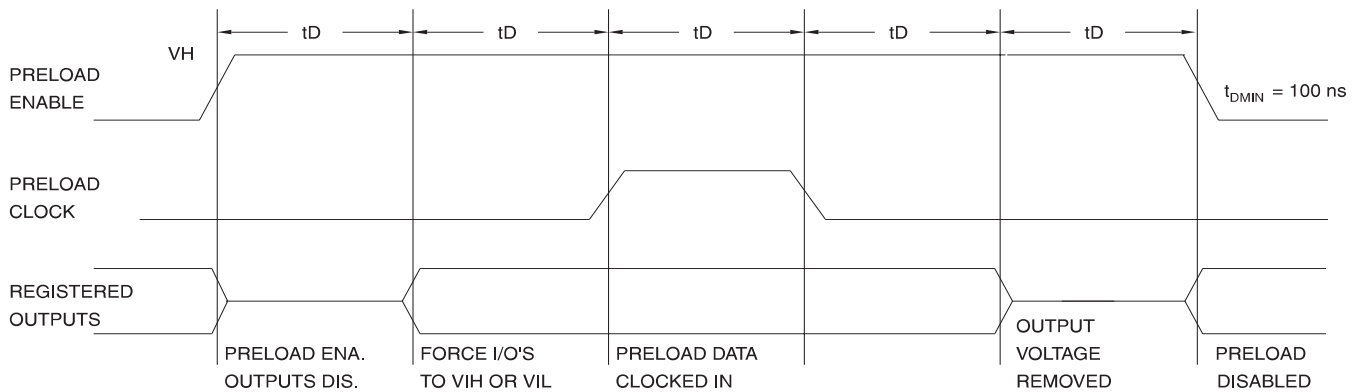 tD tD tD tD tD
VH
PRELOAD
ENABLE
tDMIN = 100 ns
PRELOAD
CLOCK
REGISTERED
OUTPUTS
PRELOAD ENA.
OUTPUTS DIS.
FORCE I/O'S
TO VIH OR VIL
PRELOAD DATA
CLOCKED IN
OUTPUT
VOLTAGE
REMOVED
PRELOAD
DISABLED